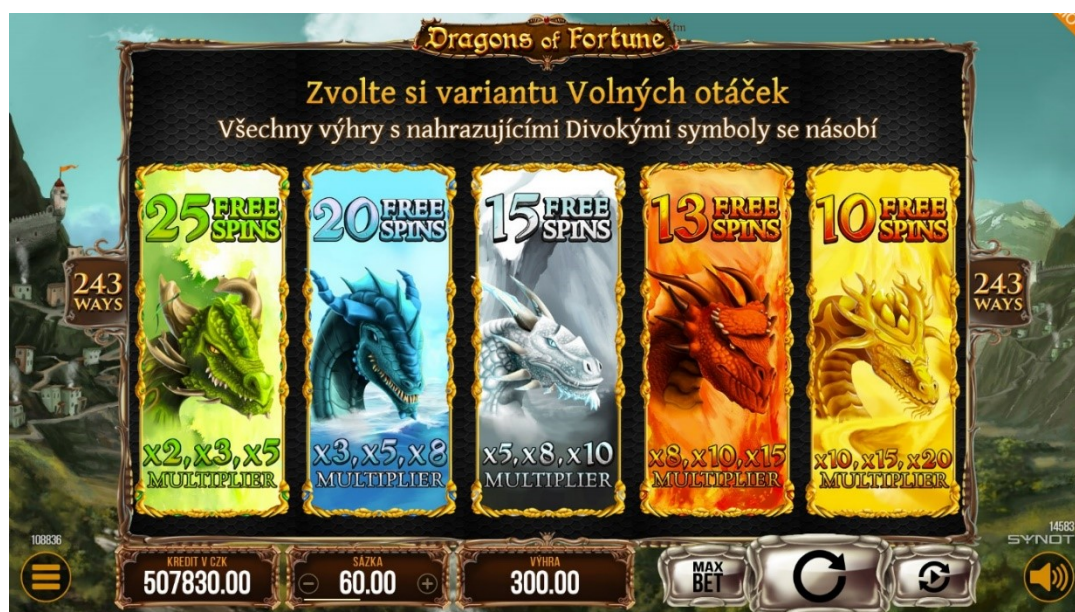 Dragons of Fortune™
Zvolte si variantu Volných otáček
Všechny výhry s nahrazujícími Divokými symboly se násobí
25 FREE SPINS
x2, x3, x5
MULTIPLIER
20 FREE SPINS
x3, x5, x8
MULTIPLIER
15 FREE SPINS
x5, x8, x10
MULTIPLIER
13 FREE SPINS
x8, x10, x15
MULTIPLIER
10 FREE SPINS
x10, x15, x20
MULTIPLIER
243
WAYS
243
WAYS
108836
14583
SYNOT
KREDIT V CZK
507830.00
SÁZKA
60.00
VÝHRA
300.00
MAX
BET